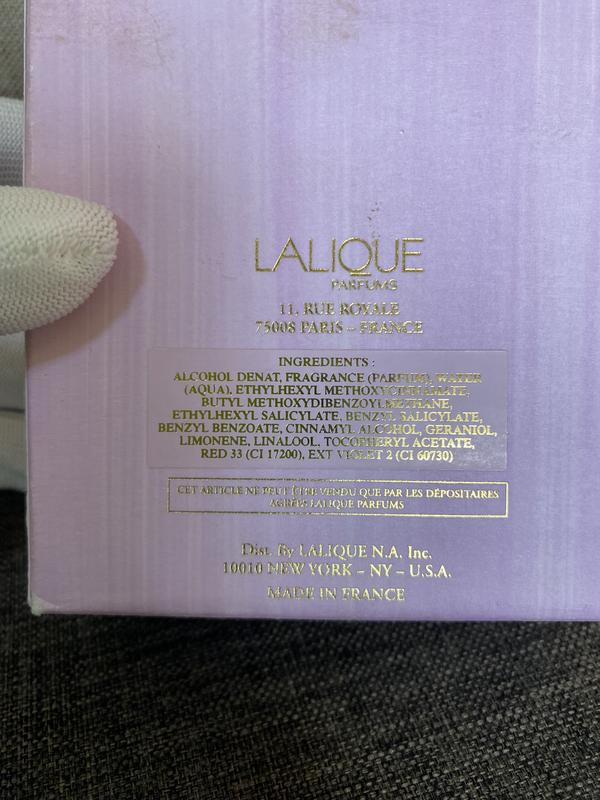 LALIQUE
PARFUMS
11, RUE ROYALE
75008 PARIS – FRANCE
INGREDIENTS :
ALCOHOL DENAT, FRAGRANCE (PARFUM), WATER
(AQUA), ETHYLHEXYL METHOXYCINNAMATE,
BUTYL METHOXYDIBENZOYLMETHANE,
ETHYLHEXYL SALICYLATE, BENZYL SALICYLATE,
BENZYL BENZOATE, CINNAMYL ALCOHOL, GERANIOL,
LIMONENE, LINALOOL, TOCOPHERYL ACETATE,
RED 33 (CI 17200), EXT VIOLET 2 (CI 60730)
CET ARTICLE NE PEUT ÊTRE VENDU QUE PAR LES DÉPOSITAIRES
AGRÉÉS LALIQUE PARFUMS
Dist. By LALIQUE N.A. Inc.
10010 NEW YORK – NY – U.S.A.
MADE IN FRANCE